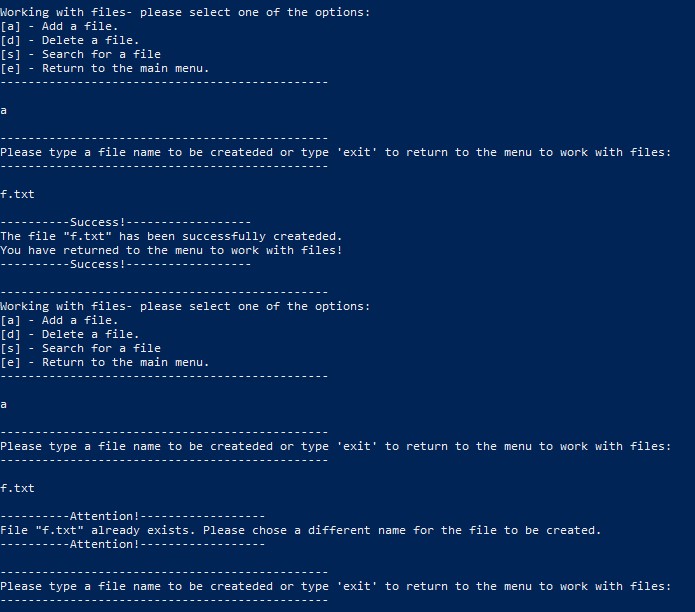 Working with files- please select one of the options:
[a] - Add a file.
[d] - Delete a file.
[s] - Search for a file
[e] - Return to the main menu.
-----------------------------------------------
a
-----------------------------------------------
Please type a file name to be createded or type 'exit' to return to the menu to work with files:
-----------------------------------------------
f.txt
----------Success!------------------
The file "f.txt" has been successfully createded.
You have returned to the menu to work with files!
----------Success!------------------
-----------------------------------------------
Working with files- please select one of the options:
[a] - Add a file.
[d] - Delete a file.
[s] - Search for a file
[e] - Return to the main menu.
-----------------------------------------------
a
-----------------------------------------------
Please type a file name to be createded or type 'exit' to return to the menu to work with files:
-----------------------------------------------
f.txt
----------Attention!------------------
File "f.txt" already exists. Please chose a different name for the file to be created.
----------Attention!------------------
-----------------------------------------------
Please type a file name to be createded or type 'exit' to return to the menu to work with files:
-----------------------------------------------